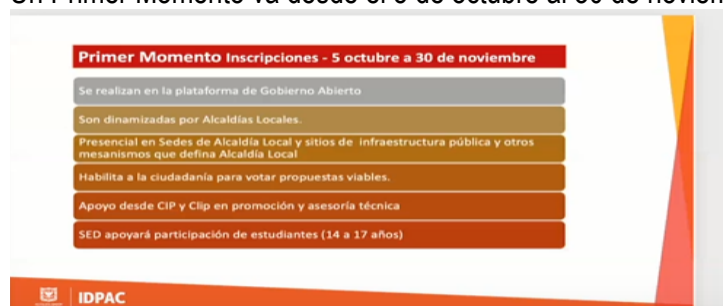 Un Primer Momento va desde el 5 de octubre al 30 de
Primer Momento Inscripciones - 5 octubre a 30 de noviembre
Se realizan en la plataforma de Gobierno Abierto
Son dinamizadas por Alcaldías Locales.
Presencial en Sedes de Alcaldía Local y sitios de infraestructura pública y otros
mesanismos que defina Alcaldía Local
Habilita a la ciudadanía para votar propuestas viables.
Apoyo desde CIP y Clip en promoción y asesoría técnica
SED apoyará participación de estudiantes (14 a 17 años)
IDPAC